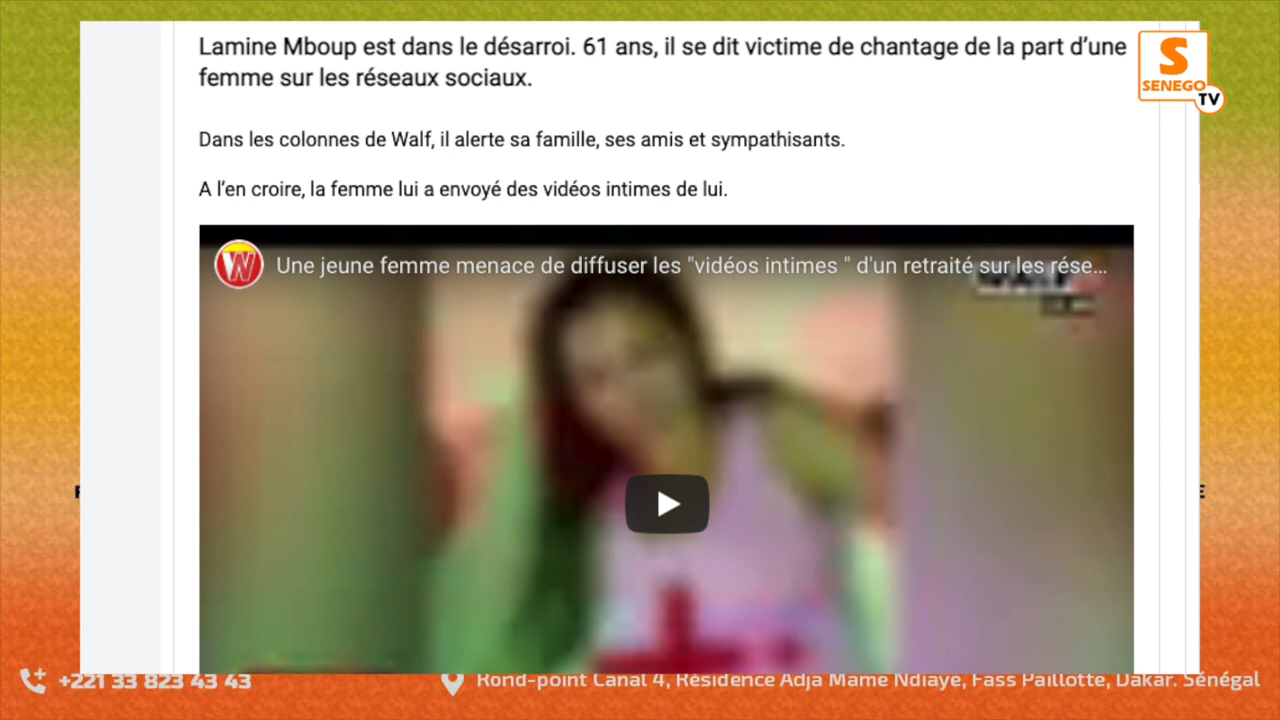 Lamine Mboup est dans le désarroi. 61 ans, il se dit victime de chantage de la part d’une
femme sur les réseaux sociaux.
S
SENEGO
TV
Dans les colonnes de Walf, il alerte sa famille, ses amis et sympathisants.
A l’en croire, la femme lui a envoyé des vidéos intimes de lui.
W
Une jeune femme menace de diffuser les "vidéos intimes " d'un retraité sur les rése...
+221 33 823 43 43
Rond-point Canal 4, Résidence Adja Mame Ndiaye, Fass Paillotte, Dakar. Sénégal